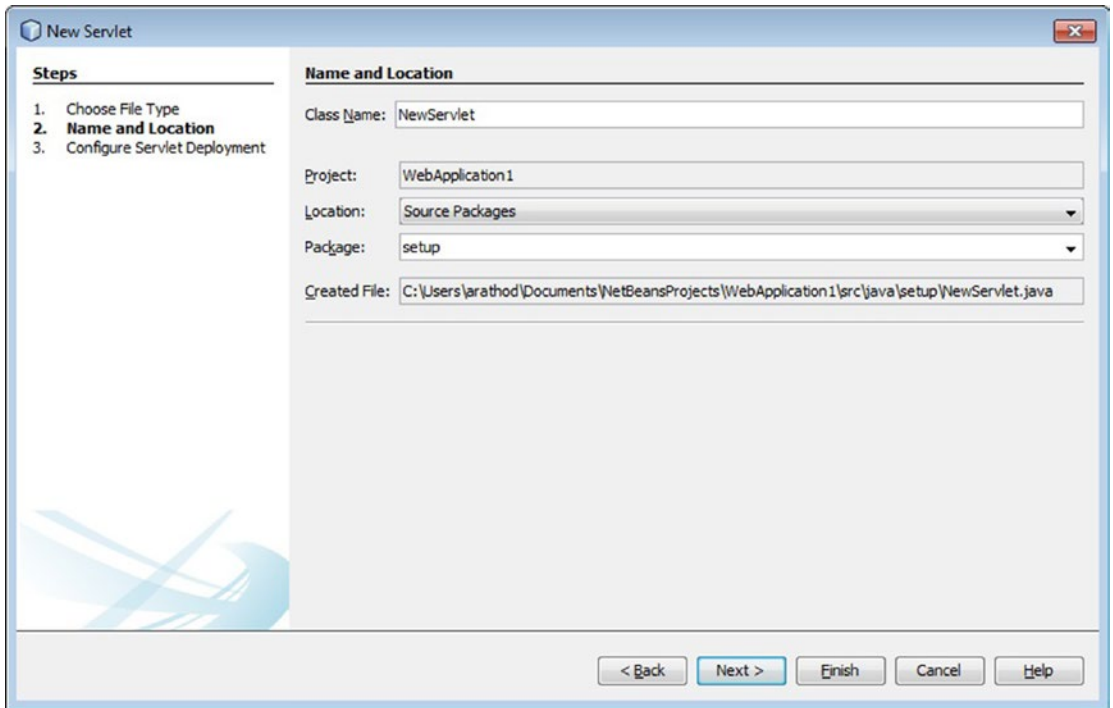 New Servlet
Steps
1. Choose File Type
2. Name and Location
3. Configure Servlet Deployment
Name and Location
Class Name: NewServlet
Project: WebApplication1
Location: Source Packages
Package: setup
Created File: C:\Users\arathod\Documents\NetBeansProjects\WebApplication1\src\java\setup\NewServlet.java
< Back Next > Finish Cancel Help